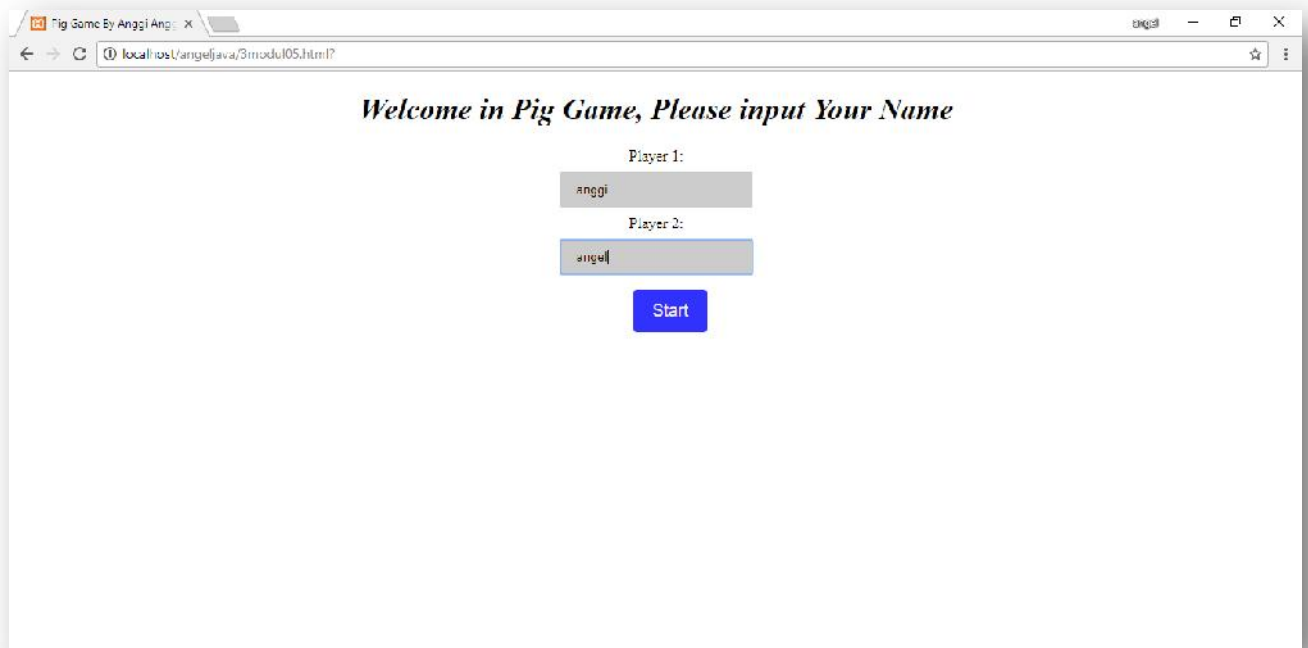 Pig Game By Anggi Ang
angel
localhost/angeljava/3modul05.html?
Welcome in Pig Game, Please input Your Name
Player 1:
anggi
Player 2:
angel
Start